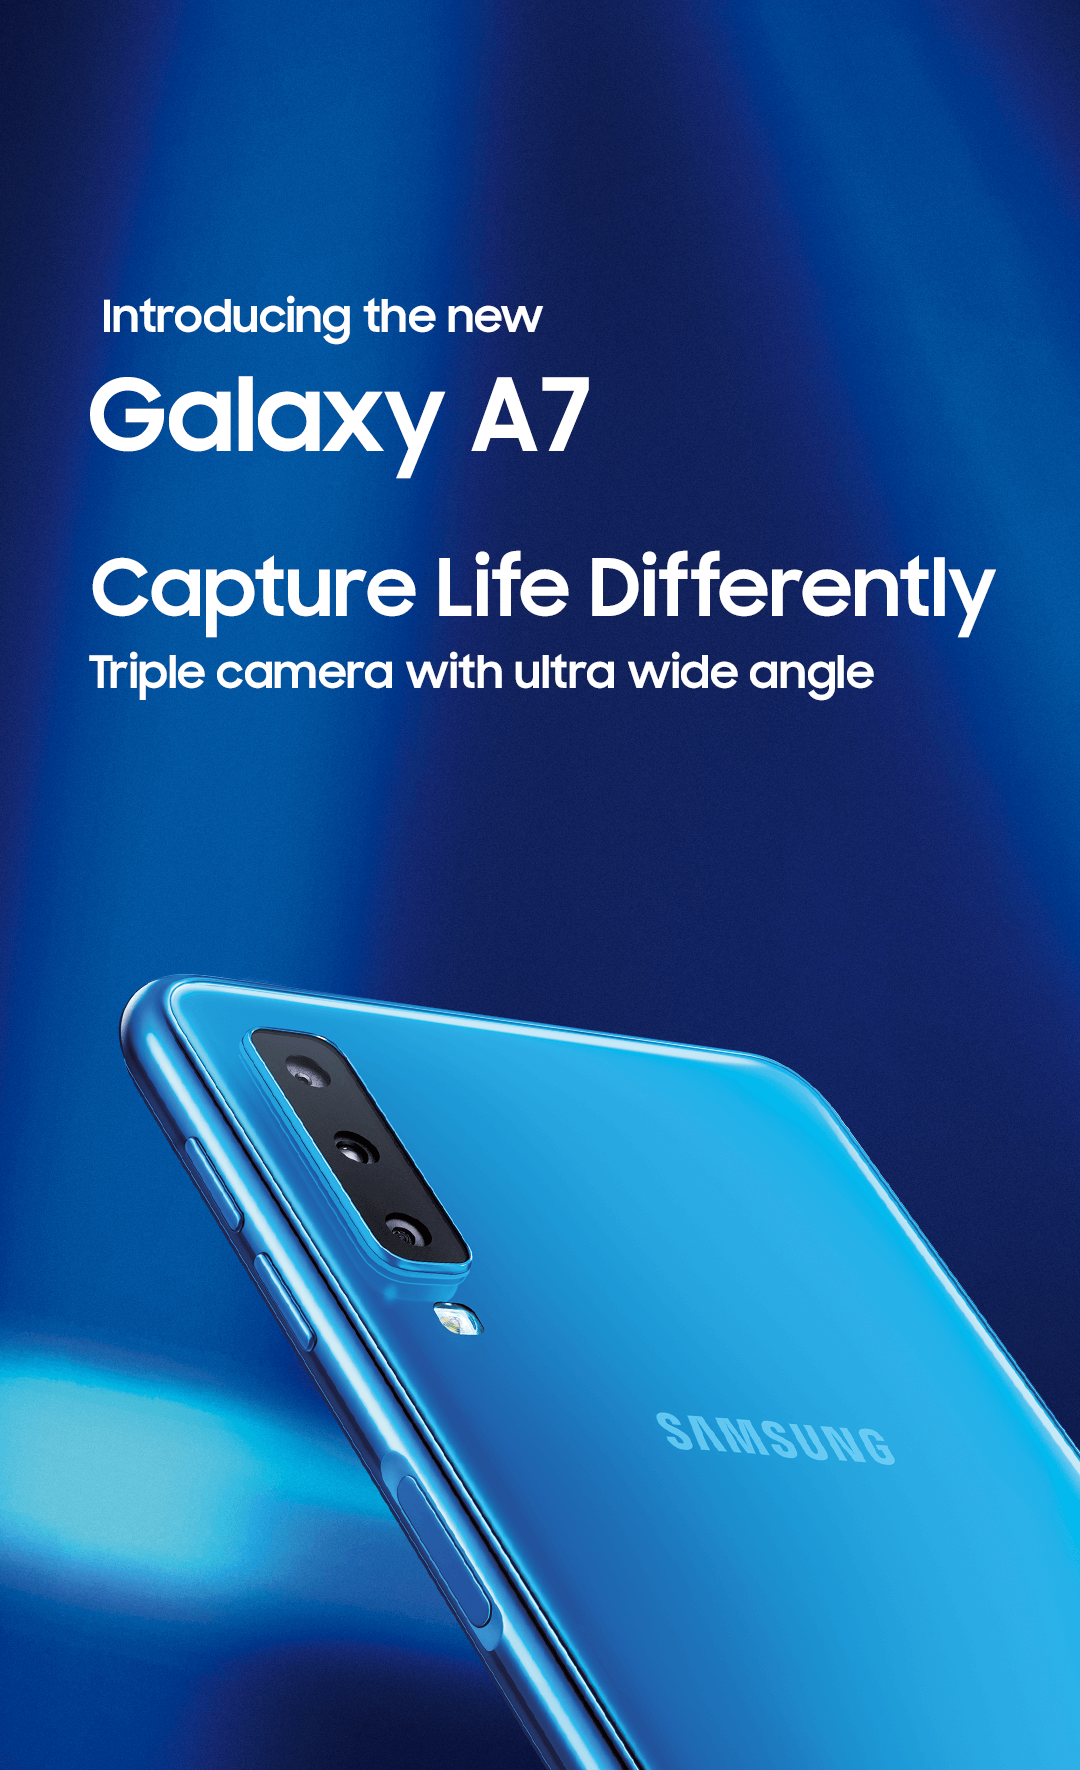 Introducing the new
Galaxy A7
Capture Life Differently
Triple camera with ultra wide angle
SAMSUNG